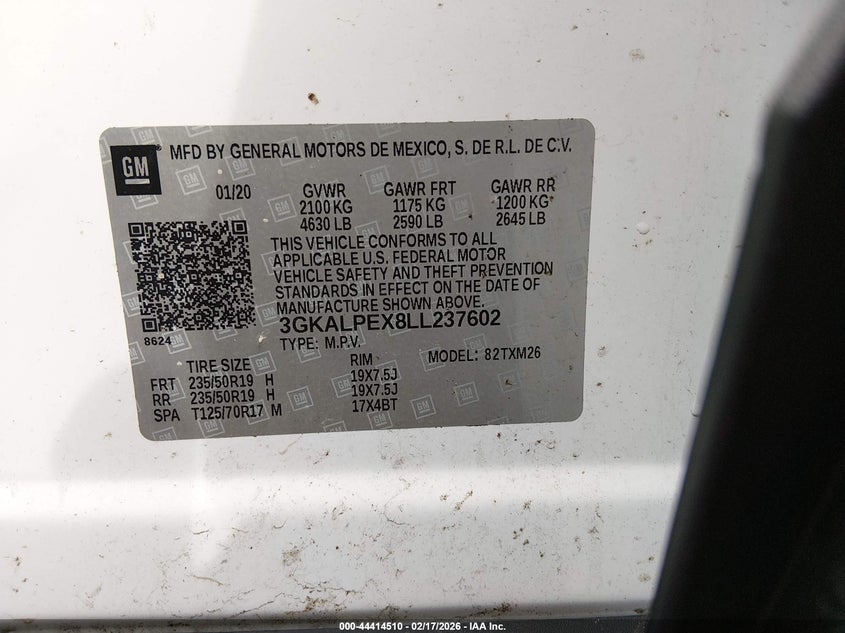 GM
MFD BY GENERAL MOTORS DE MEXICO, S. DE R.L. DE C.V.
01/20 GVWR GAWR FRT GAWR RR
2100 KG 1175 KG 1200 KG
4630 LB 2590 LB 2645 LB
THIS VEHICLE CONFORMS TO ALL
APPLICABLE U.S. FEDERAL MOTOR
VEHICLE SAFETY AND THEFT PREVENTION
STANDARDS IN EFFECT ON THE DATE OF
MANUFACTURE SHOWN ABOVE.
8624
3GKALPEX8LL237602
TYPE: M.P.V. MODEL: 82TXM26
TIRE SIZE RIM
FRT 235/50R19 H 19X7.5J
RR 235/50R19 H 19X7.5J
SPA T125/70R17 M 17X4BT
000-44414510 - 02/17/2026 - IAA Inc.